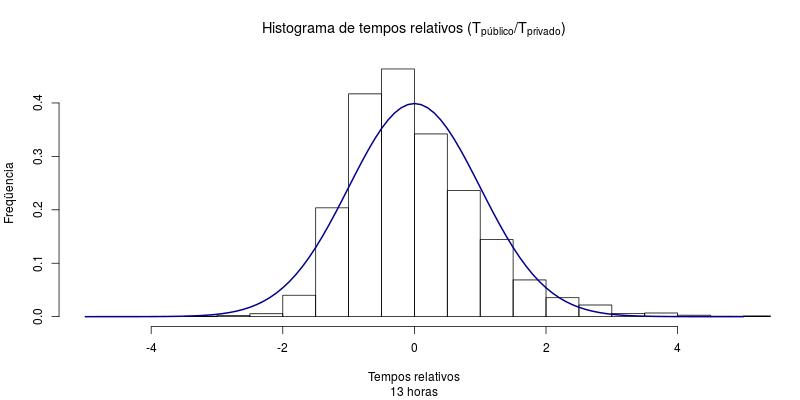 Histograma de tempos relativos (Tpúblico/Tprivado)
Freqüencia
0.4
0.3
0.2
0.1
0.0
-4 -2 0 2 4
Tempos relativos
13 horas